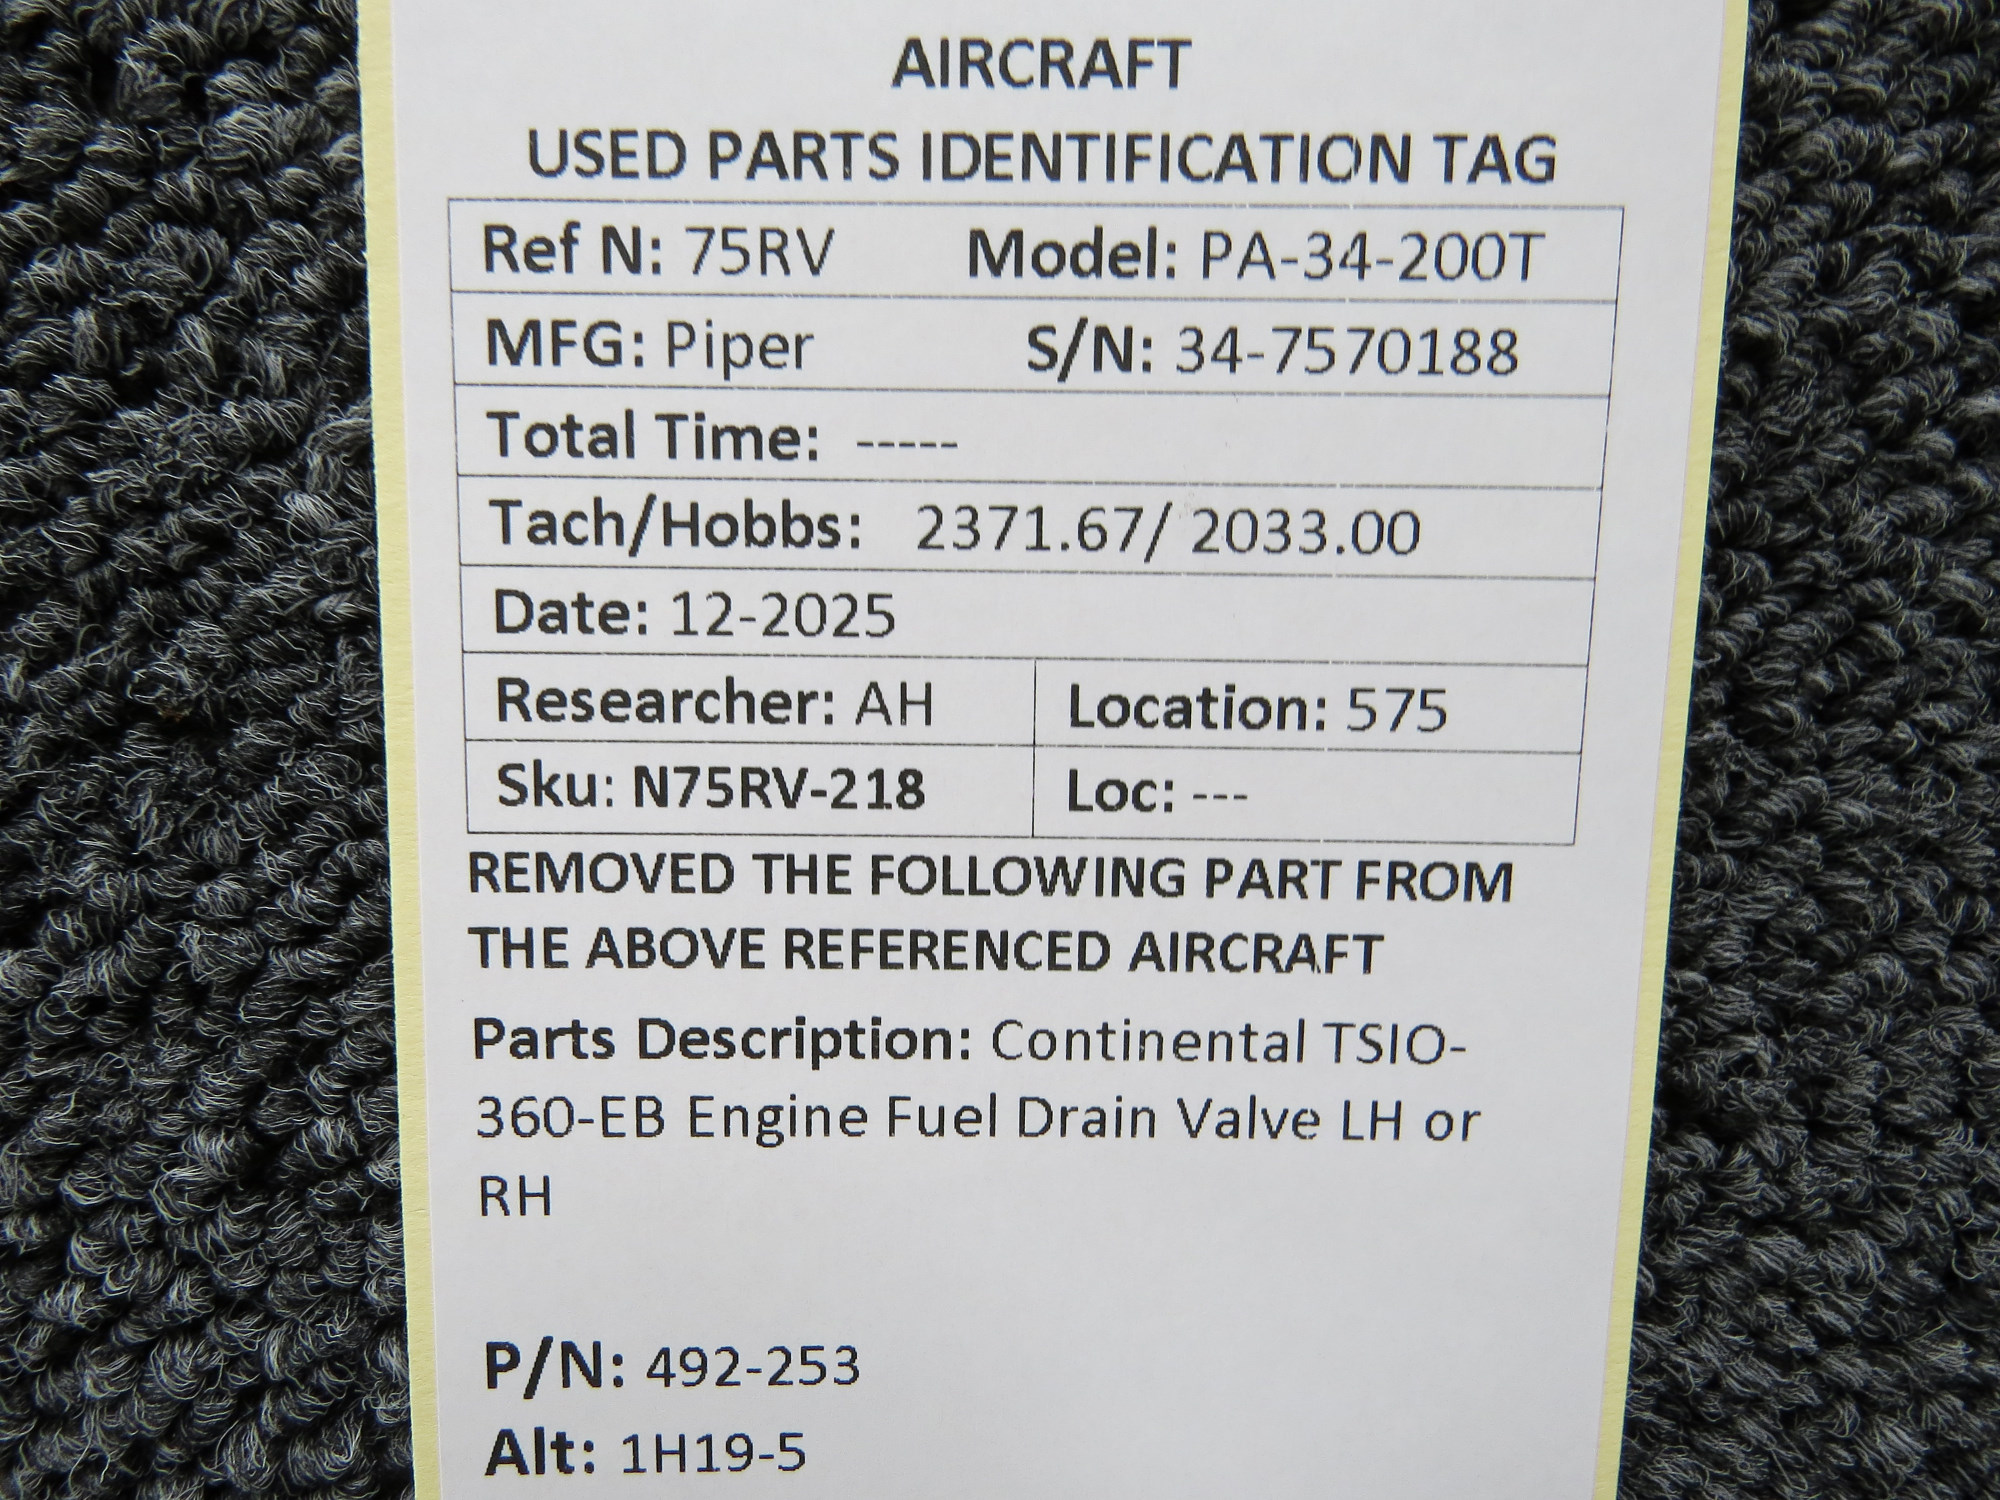 AIRCRAFT
USED PARTS IDENTIFICATION TAG
Ref N: 75RV Model: PA-34-200T
MFG: Piper S/N: 34-7570188
Total Time: -----
Tach/Hobbs: 2371.67/ 2033.00
Date: 12-2025
Researcher: AH Location: 575
Sku: N75RV-218 Loc: ---
REMOVED THE FOLLOWING PART FROM
THE ABOVE REFERENCED AIRCRAFT
Parts Description: Continental TSIO-
360-EB Engine Fuel Drain Valve LH or
RH
P/N: 492-253
Alt: 1H19-5